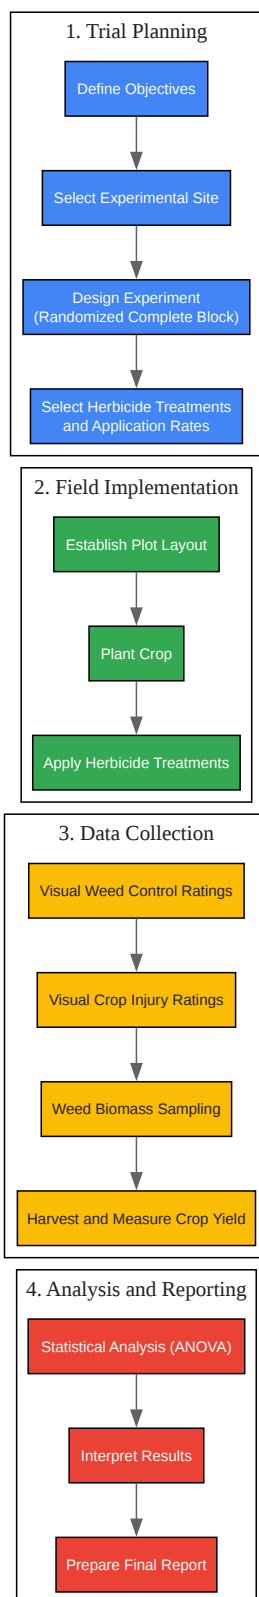 1. Trial Planning
Define Objectives
Select Experimental Site
Design Experiment
(Randomized Complete Block)
Select Herbicide Treatments
and Application Rates
2. Field Implementation
Establish Plot Layout
Plant Crop
Apply Herbicide Treatments
3. Data Collection
Visual Weed Control Ratings
Visual Crop Injury Ratings
Weed Biomass Sampling
Harvest and Measure Crop Yield
4. Analysis and Reporting
Statistical Analysis (ANOVA)
Interpret Results
Prepare Final Report